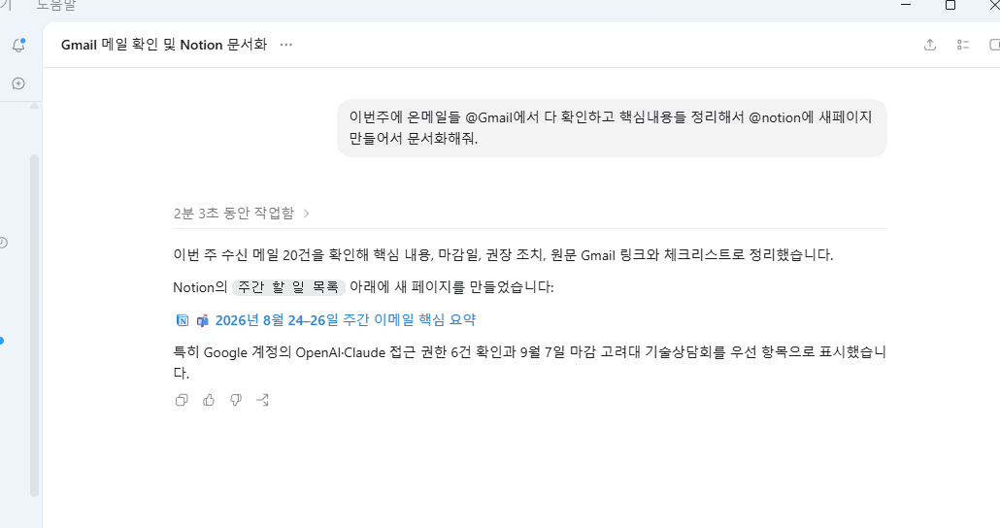 기 도움말
Gmail 메일 확인 및 Notion 문서화 ···
이번주에 온메일들 @Gmail에서 다 확인하고 핵심내용들 정리해서 @notion에 새페이지
만들어서 문서화해줘.
2분 3초 동안 작업함 >
이번 주 수신 메일 20건을 확인해 핵심 내용, 마감일, 권장 조치, 원문 Gmail 링크와 체크리스트로 정리했습니다.
Notion의 주간 할 일 목록 아래에 새 페이지를 만들었습니다:
2026년 8월 24–26일 주간 이메일 핵심 요약
특히 Google 계정의 OpenAI·Claude 접근 권한 6건 확인과 9월 7일 마감 고려대 기술상담회를 우선 항목으로 표시했습니
다.